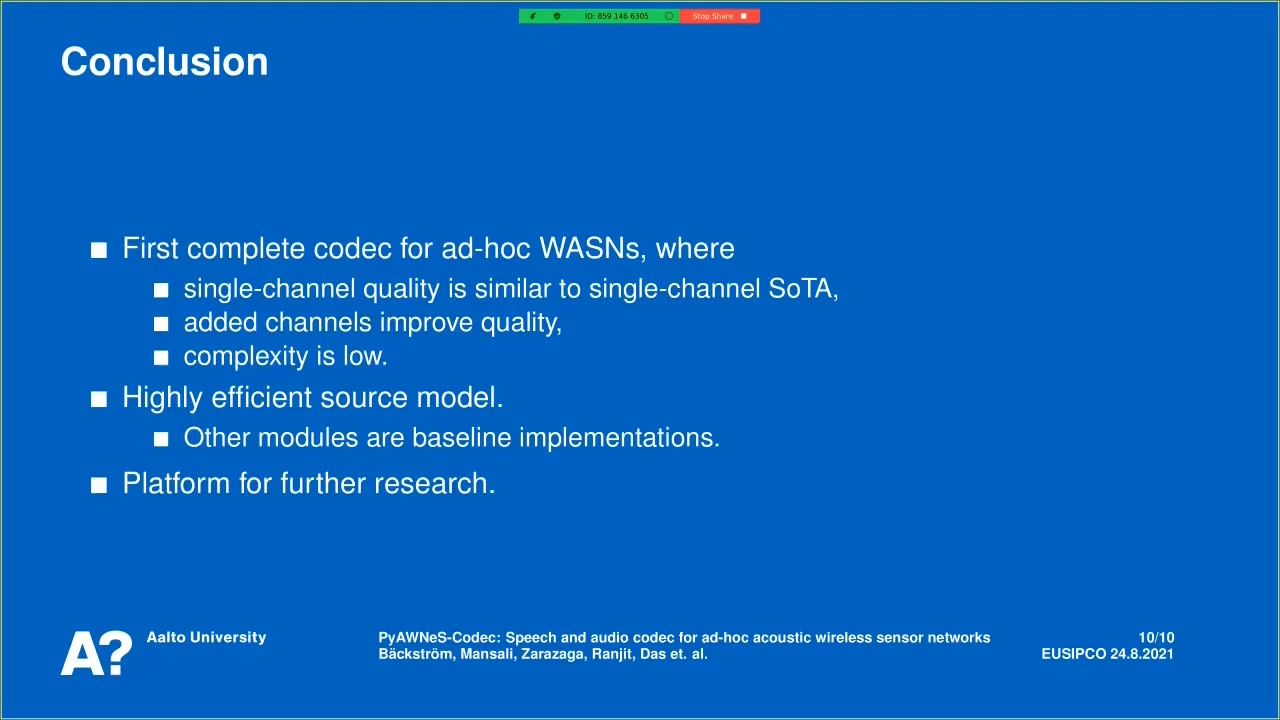 ID: 859 146 6305
Stop Share
Conclusion
First complete codec for ad-hoc WASNs, where
single-channel quality is similar to single-channel SoTA,
added channels improve quality,
complexity is low.
Highly efficient source model.
Other modules are baseline implementations.
Platform for further research.
A?
Aalto University
PyAWNeS-Codec: Speech and audio codec for ad-hoc acoustic wireless sensor networks
Bäckström, Mansali, Zarazaga, Ranjit, Das et. al.
10/10
EUSIPCO 24.8.2021